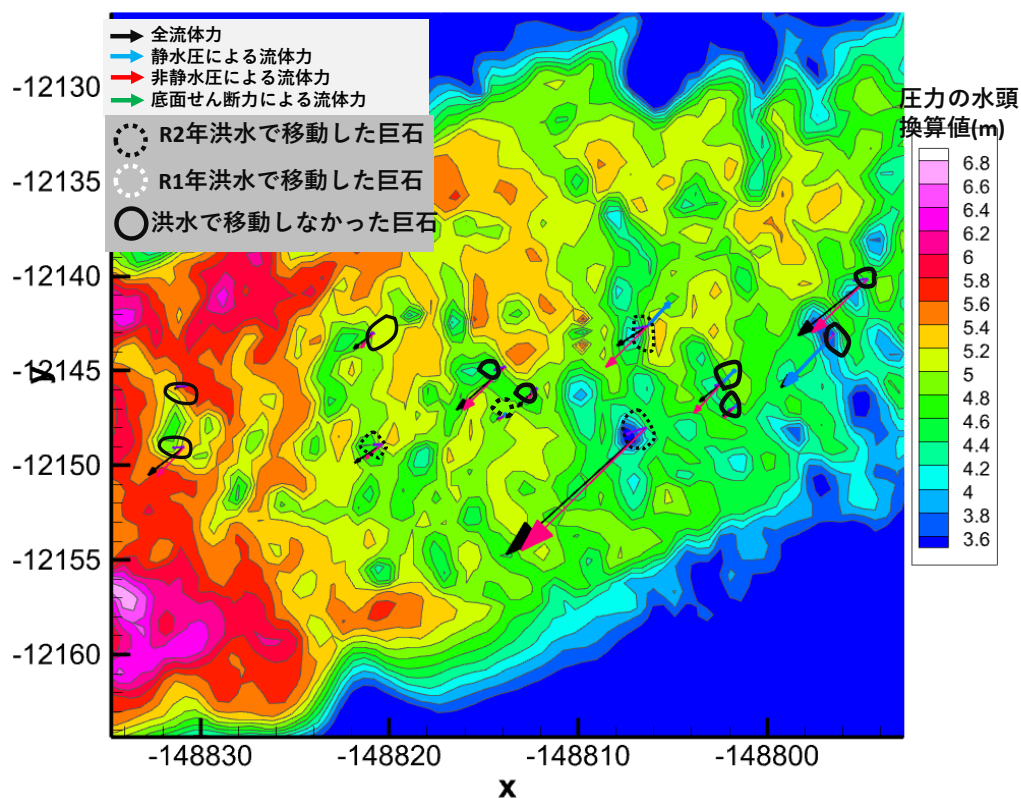 全流体力
静水圧による流体力
非静水圧による流体力
底面せん断力による流体力
R2年洪水で移動した巨石
R1年洪水で移動した巨石
洪水で移動しなかった巨石
圧力の水頭
換算値(m)
6.8
6.6
6.4
6.2
6
5.8
5.6
5.4
5.2
5
4.8
4.6
4.4
4.2
4
3.8
3.6
-12130
-12135
-12140
-12145
-12150
-12155
-12160
y
-148830
-148820
-148810
-148800
x